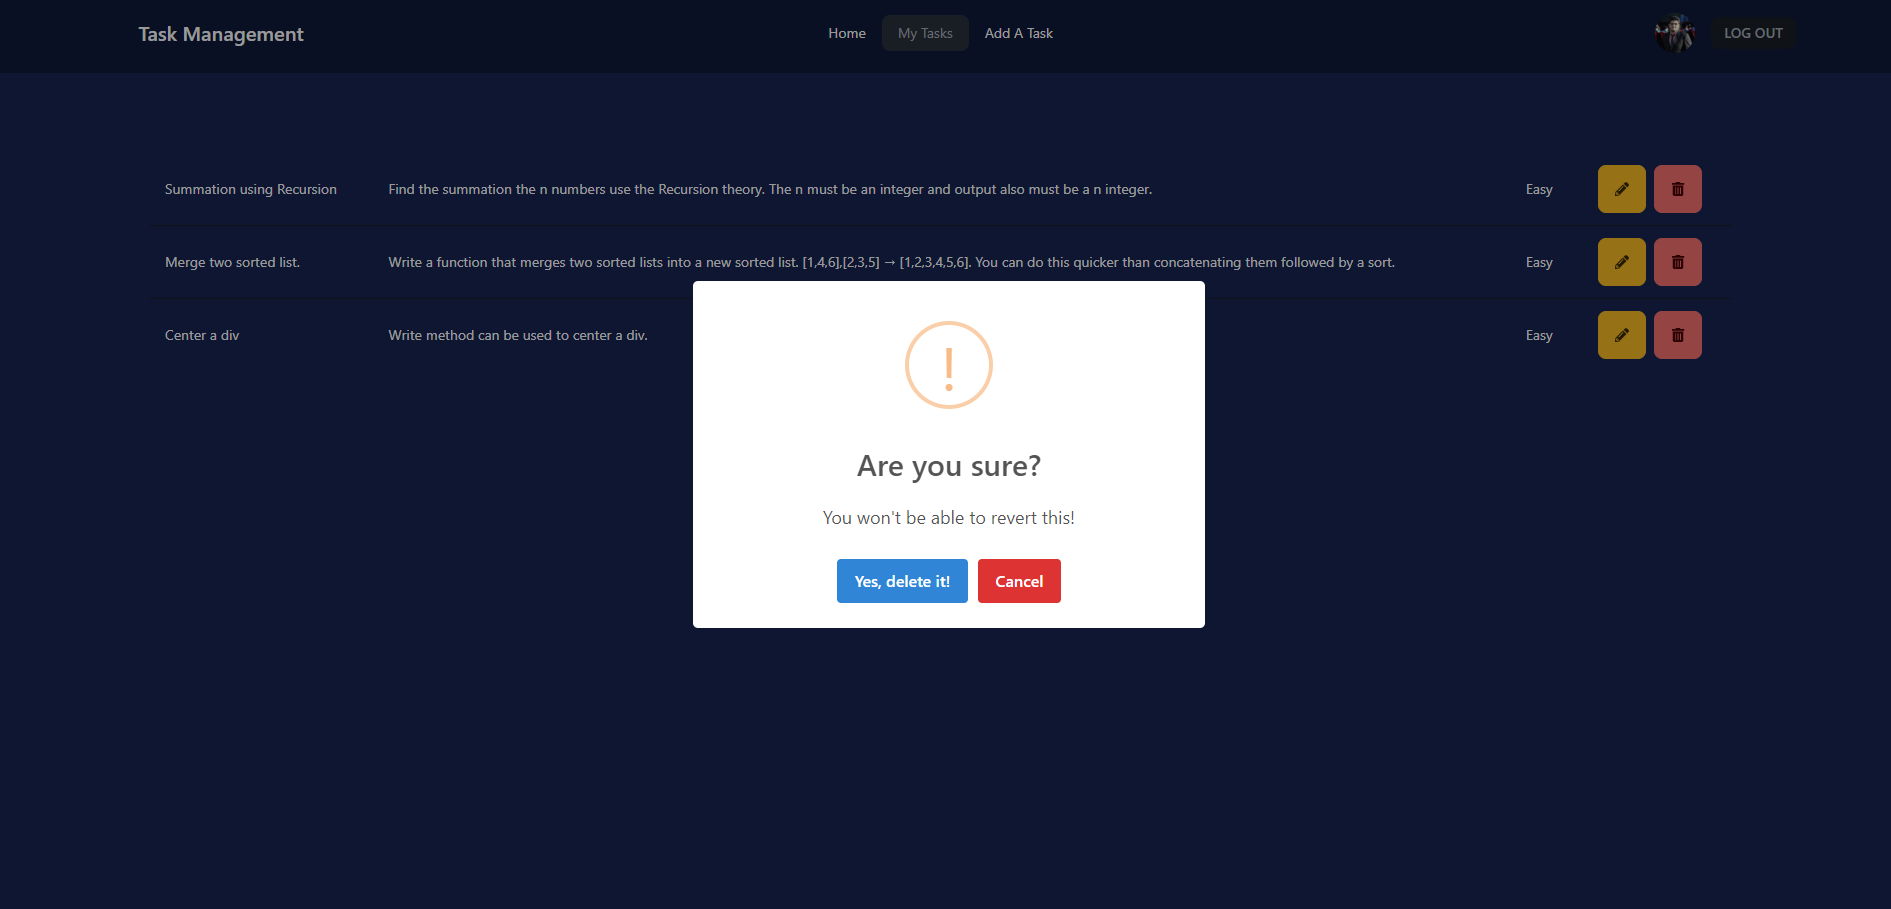 Task Management
Home
My Tasks
Add A Task
LOG OUT
Summation using Recursion
Find the summation the n numbers use the Recursion theory. The n must be an integer and output also must be a n integer.
Easy
Merge two sorted list.
Write a function that merges two sorted lists into a new sorted list. [1,4,6],[2,3,5] → [1,2,3,4,5,6]. You can do this quicker than concatenating them followed by a sort.
Easy
Center a div
Write method can be used to center a div.
Easy
!
Are you sure?
You won't be able to revert this!
Yes, delete it!
Cancel